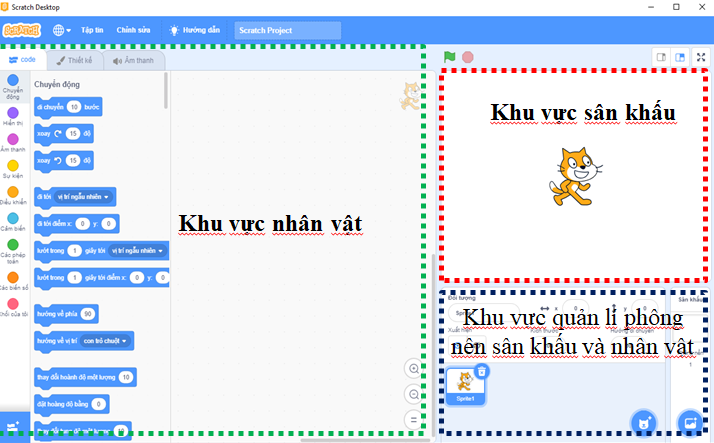 Scratch Desktop
SCRATCH Tập tin Chỉnh sửa Hướng dẫn Scratch Project
code Thiết kế Âm thanh
Chuyển động
Hiển thị
Âm thanh
Sự kiện
Điều khiển
Cảm biến
Các phép toán
Các biến số
Khối của tôi
Chuyển động
di chuyển 10 bước
xoay 15 độ
xoay 15 độ
đi tới vị trí ngẫu nhiên
đi tới điểm x: 0 y: 0
lướt trong 1 giây tới vị trí ngẫu nhiên
lướt trong 1 giây tới điểm x: 0 y: 0
hướng về phía 90
hướng về vị trí con trỏ chuột
thay đổi hoành độ một lượng 10
đặt hoành độ bằng 0
Khu vực nhân vật
Khu vực sân khấu
Đối tượng x y Sân khấu
Khu vực quản lí phông
nền sân khấu và nhân vật
1
Sprite1